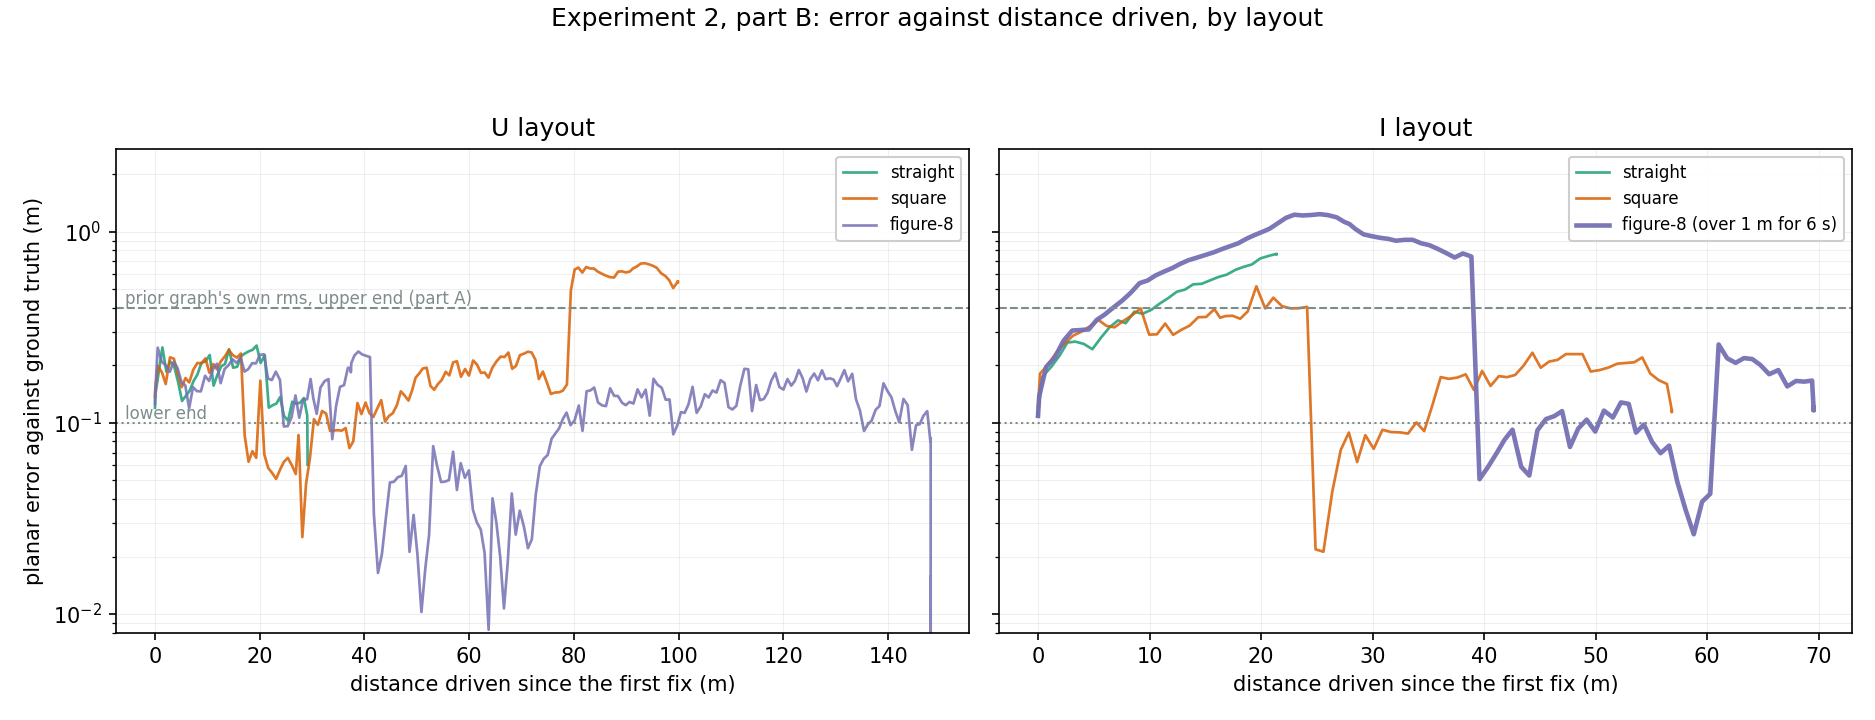 Experiment 2, part B: error against distance driven, by layout
U layout
planar error against ground truth (m)
10⁰
10⁻¹
10⁻²
straight
square
figure-8
prior graph's own rms, upper end (part A)
lower end
0 20 40 60 80 100 120 140
distance driven since the first fix (m)
I layout
straight
square
figure-8 (over 1 m for 6 s)
0 10 20 30 40 50 60 70
distance driven since the first fix (m)